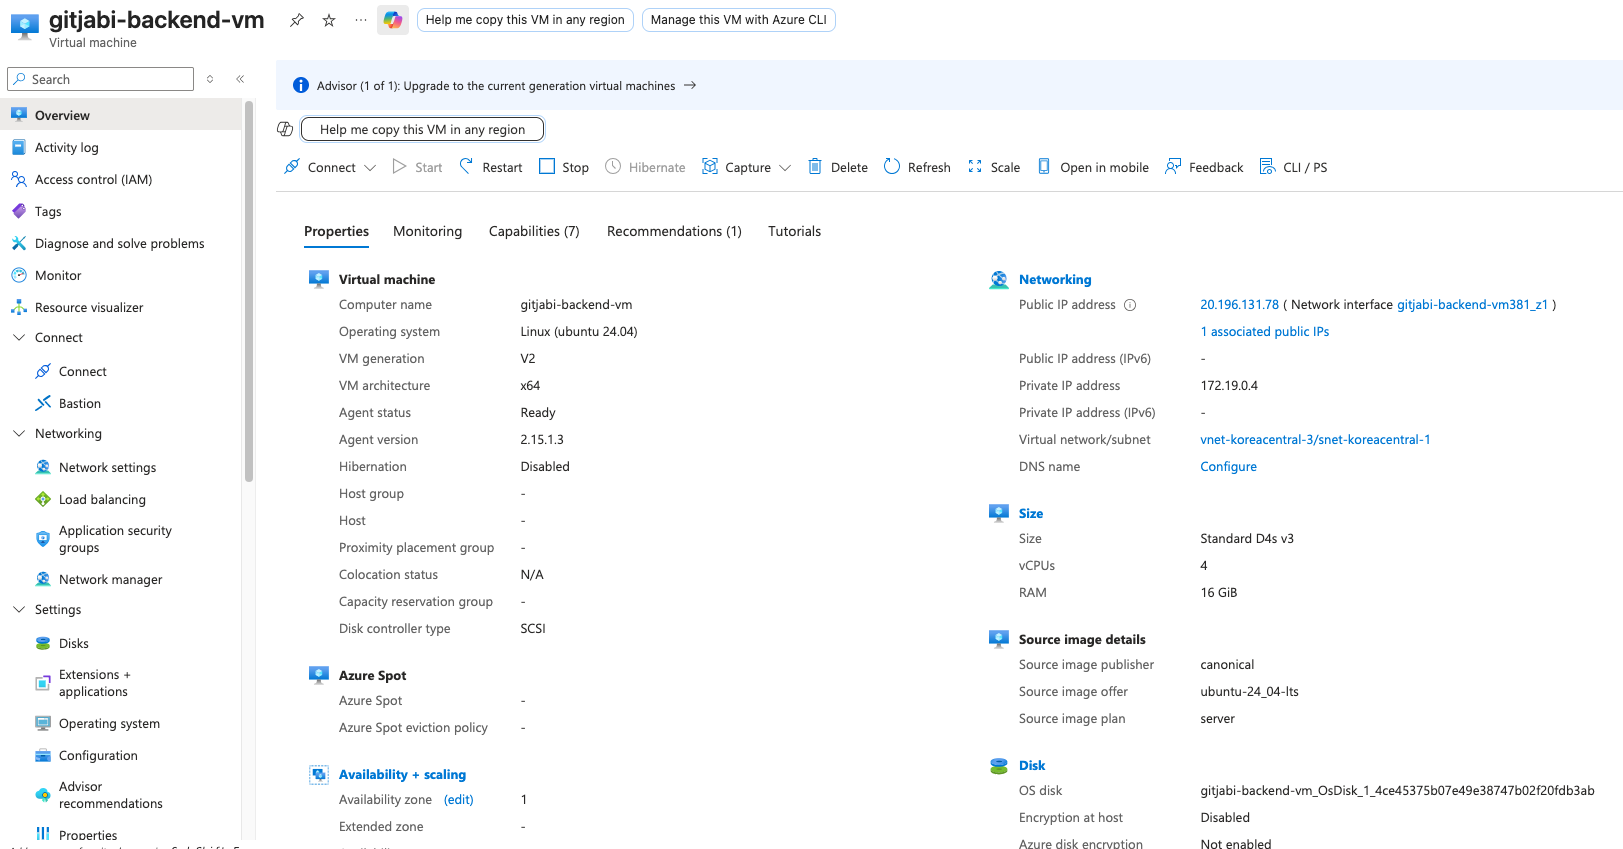 gitjabi-backend-vm
Help me copy this VM in any region
Manage this VM with Azure CLI
Virtual machine
Search
Advisor (1 of 1): Upgrade to the current generation virtual machines →
Help me copy this VM in any region
Connect
Start
Restart
Stop
Hibernate
Capture
Delete
Refresh
Scale
Open in mobile
Feedback
CLI / PS
Overview
Activity log
Access control (IAM)
Tags
Diagnose and solve problems
Monitor
Resource visualizer
Connect
Connect
Bastion
Networking
Network settings
Load balancing
Application security
groups
Network manager
Settings
Disks
Extensions +
applications
Operating system
Configuration
Advisor
recommendations
Properties
Properties
Monitoring
Capabilities (7)
Recommendations (1)
Tutorials
Virtual machine
Computer name gitjabi-backend-vm
Operating system Linux (ubuntu 24.04)
VM generation V2
VM architecture x64
Agent status Ready
Agent version 2.15.1.3
Hibernation Disabled
Host group -
Host -
Proximity placement group -
Colocation status N/A
Capacity reservation group -
Disk controller type SCSI
Azure Spot
Azure Spot -
Azure Spot eviction policy -
Availability + scaling
Availability zone (edit) 1
Extended zone -
Networking
Public IP address 20.196.131.78 ( Network interface gitjabi-backend-vm381_z1 )
1 associated public IPs
Public IP address (IPv6) -
Private IP address 172.19.0.4
Private IP address (IPv6) -
Virtual network/subnet vnet-koreacentral-3/snet-koreacentral-1
DNS name Configure
Size
Size Standard D4s v3
vCPUs 4
RAM 16 GiB
Source image details
Source image publisher canonical
Source image offer ubuntu-24_04-lts
Source image plan server
Disk
OS disk gitjabi-backend-vm_OsDisk_1_4ce45375b07e49e38747b02f20fdb3ab
Encryption at host Disabled
Azure disk encryption Not enabled